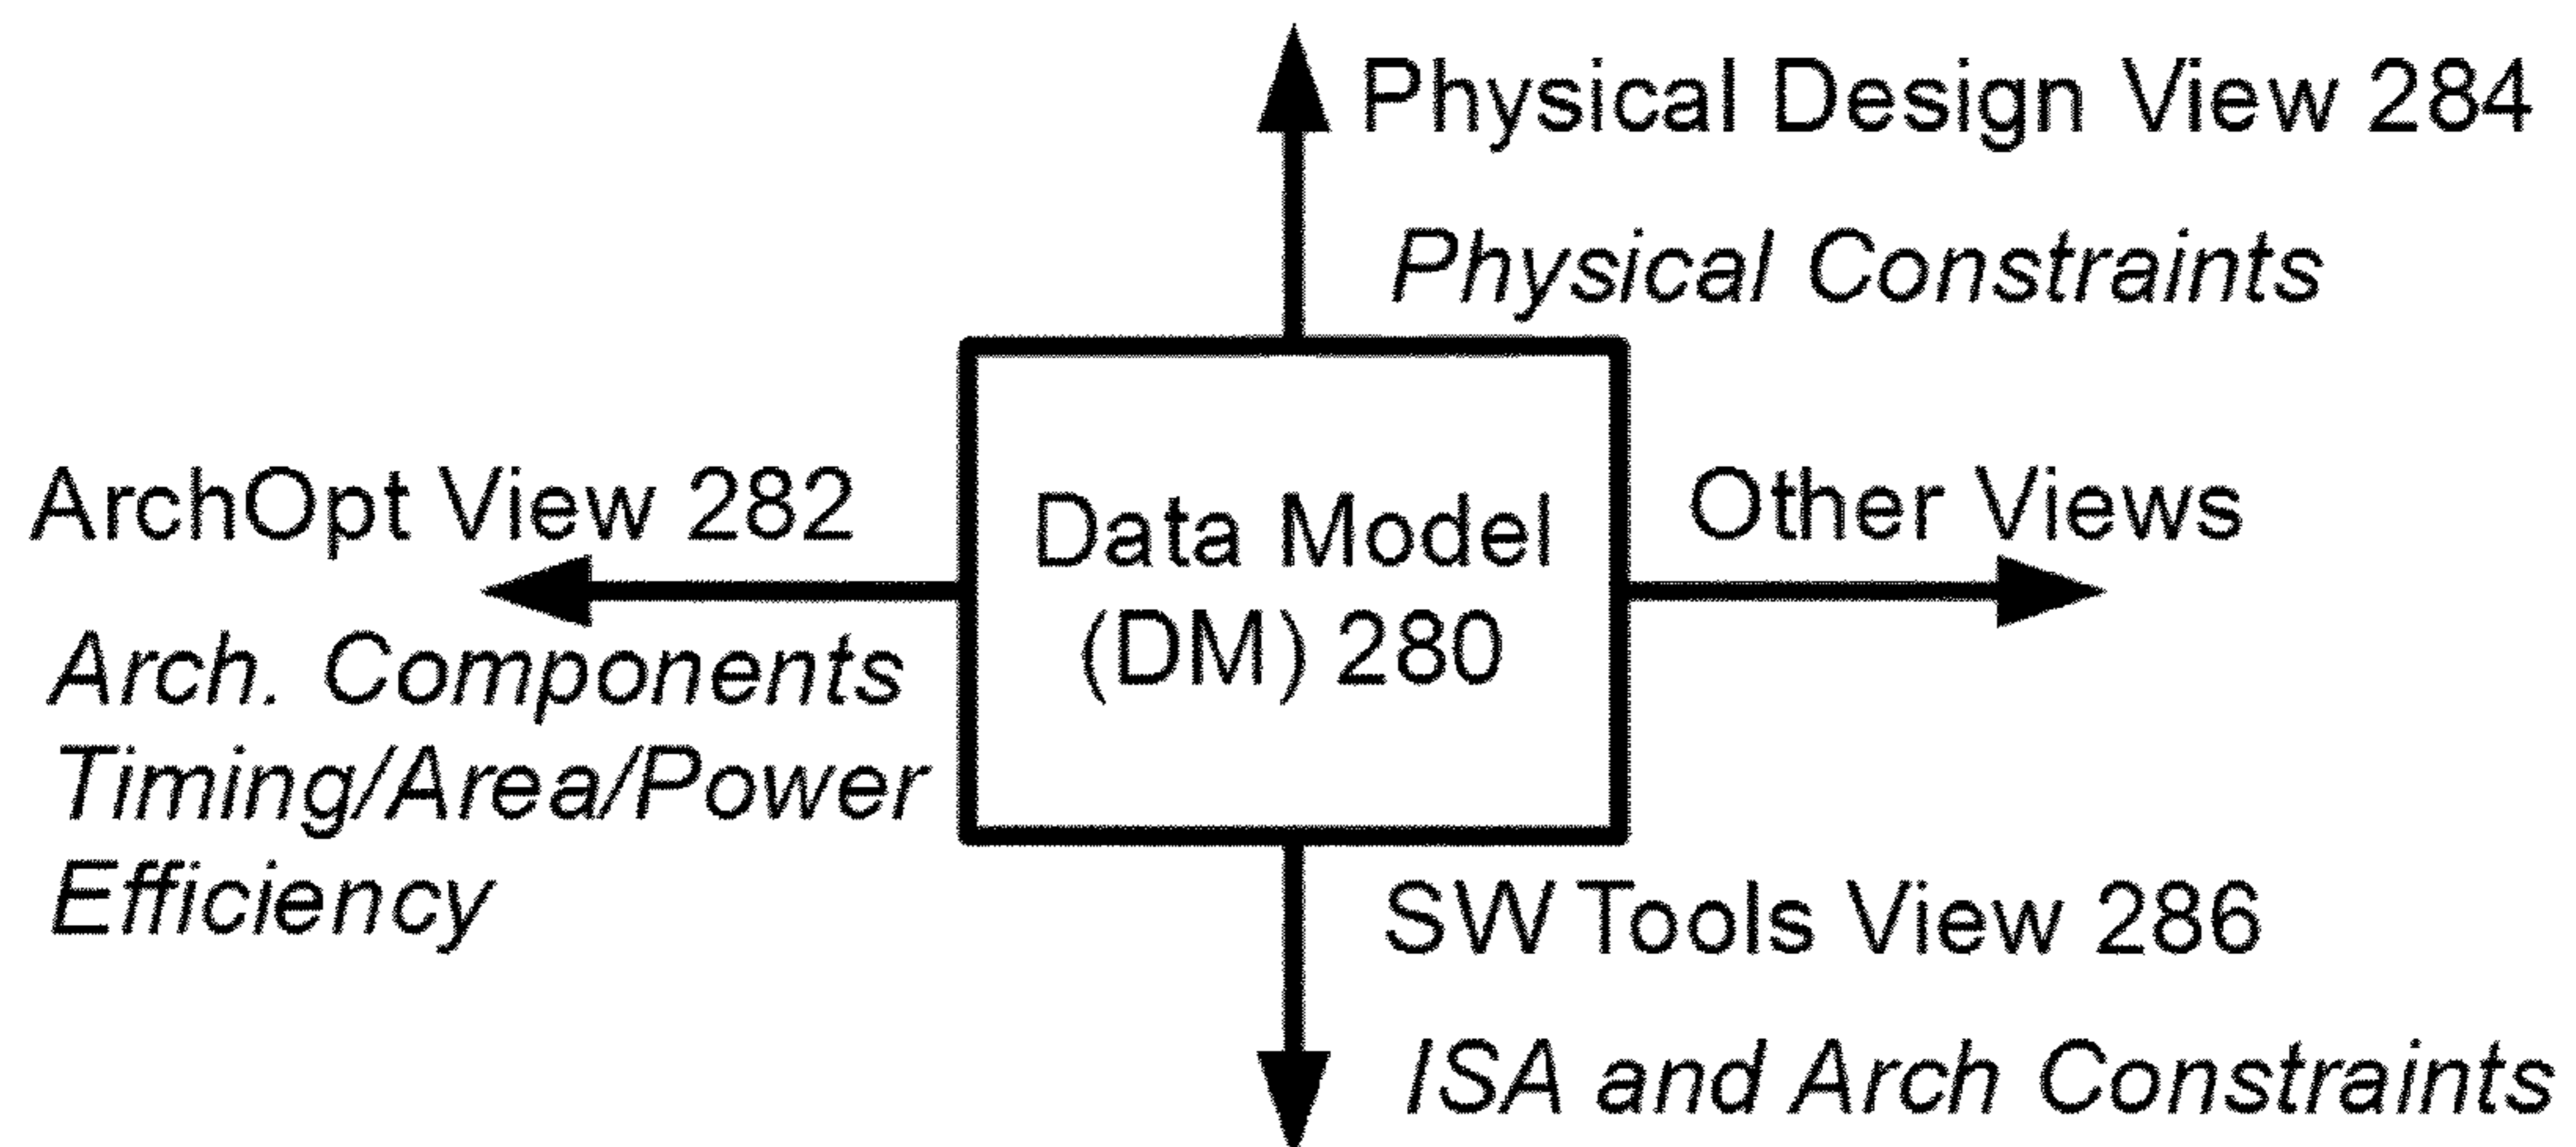 Physical Design View 284
Physical Constraints
ArchOpt View 282
Arch. Components
Timing/Area/Power
Efficiency
Data Model
(DM) 280
Other Views
SW Tools View 286
ISA and Arch Constraints